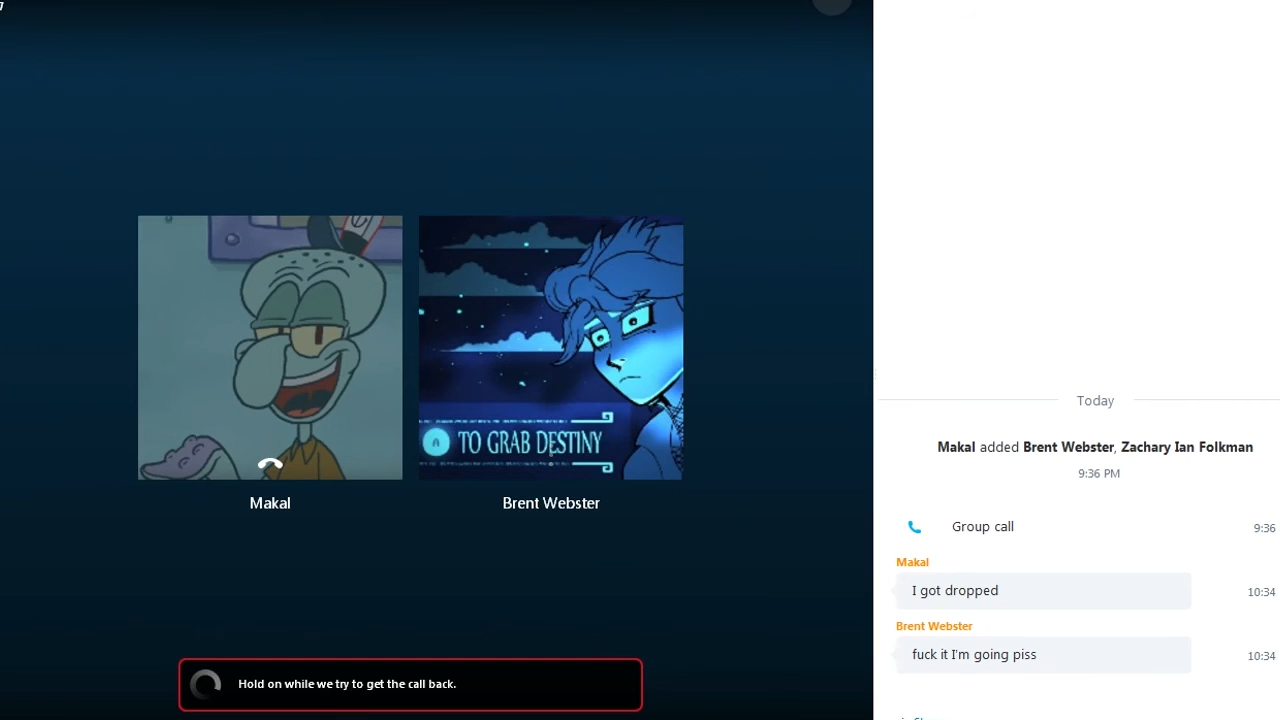 TO GRAB DESTINY
Makal
Brent Webster
Hold on while we try to get the call back.
Today
Makal added Brent Webster, Zachary Ian Folkman
9:36 PM
Group call
9:36
Makal
I got dropped
10:34
Brent Webster
fuck it I'm going piss
10:34